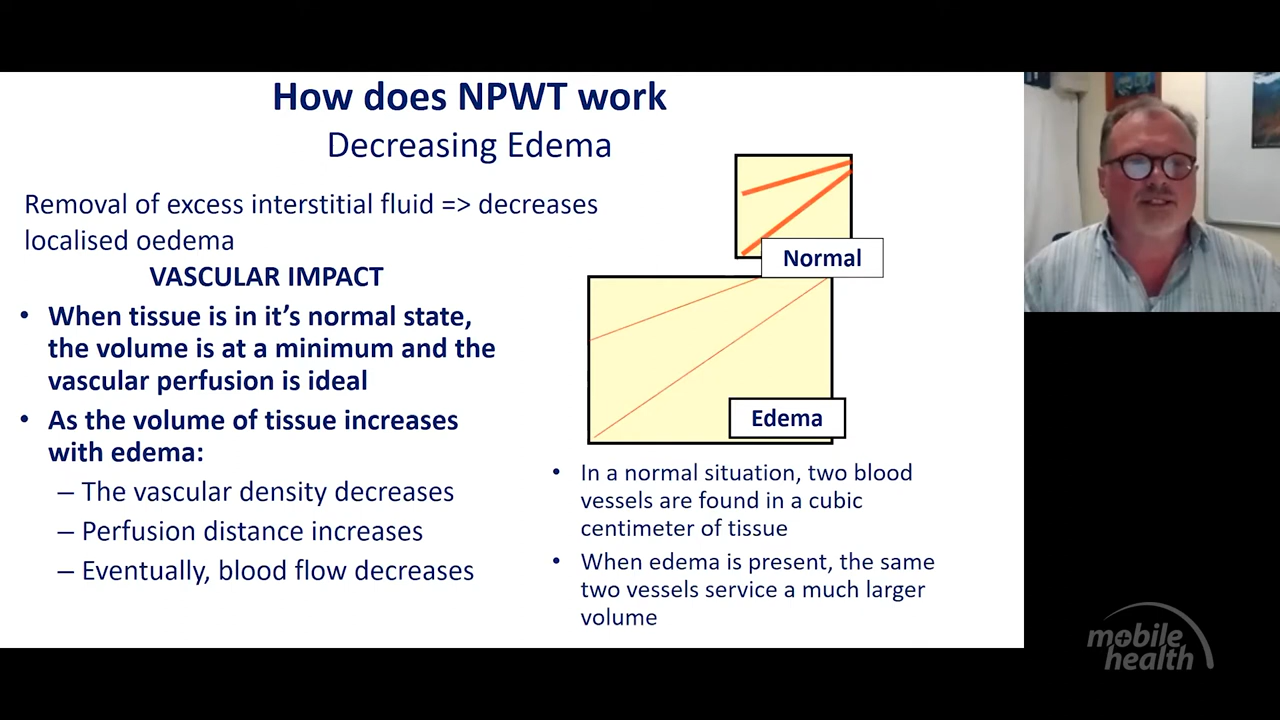 How does NPWT work
Decreasing Edema
Removal of excess interstitial fluid => decreases
localised oedema
VASCULAR IMPACT
• When tissue is in it’s normal state,
the volume is at a minimum and the
vascular perfusion is ideal
• As the volume of tissue increases
with edema:
– The vascular density decreases
– Perfusion distance increases
– Eventually, blood flow decreases
Normal
Edema
• In a normal situation, two blood
vessels are found in a cubic
centimeter of tissue
• When edema is present, the same
two vessels service a much larger
volume
mobile
health